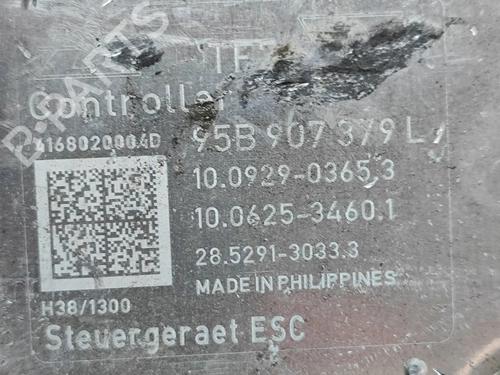 Controller
4168020004D
95B 907 379 L
10.0929-0365.3
10.0625-3460.1
28.5291-3033.3
MADE IN PHILIPPINES
H38/1300
Steuergeraet ESC
B-PARTS